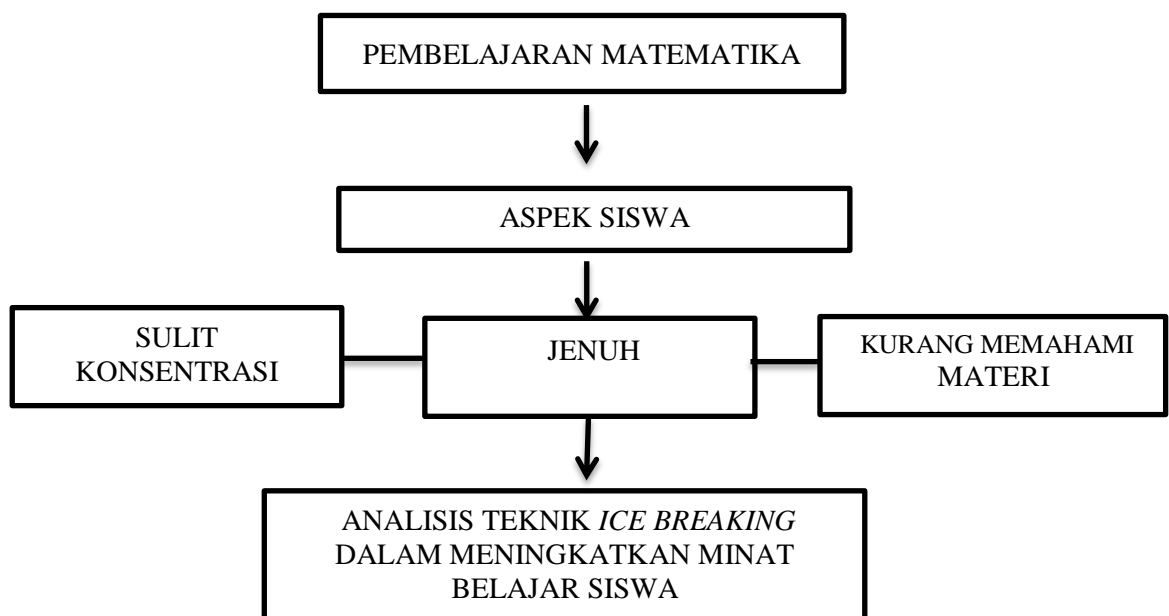 PEMBELAJARAN MATEMATIKA
ASPEK SISWA
SULIT
KONSENTRASI
JENUH
KURANG MEMAHAMI
MATERI
ANALISIS TEKNIK ICE BREAKING
DALAM MENINGKATKAN MINAT
BELAJAR SISWA